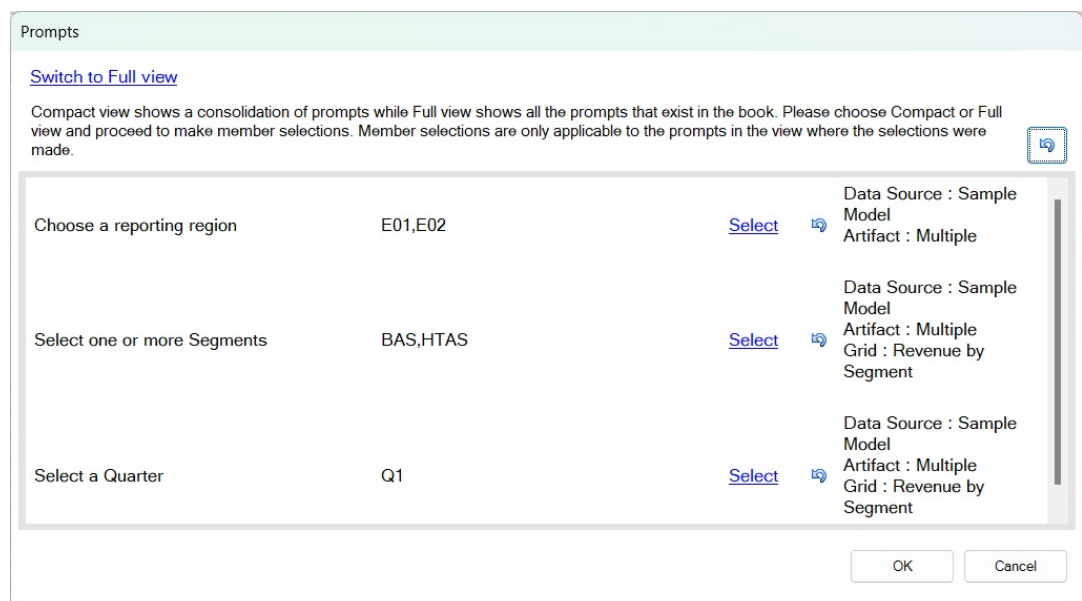 Prompts
Switch to Full view
Compact view shows a consolidation of prompts while Full view shows all the prompts that exist in the book. Please choose Compact or Full
view and proceed to make member selections. Member selections are only applicable to the prompts in the view where the selections were
made.
Choose a reporting region
E01,E02
Select
Data Source : Sample
Model
Artifact : Multiple
Select one or more Segments
BAS,HTAS
Select
Data Source : Sample
Model
Artifact : Multiple
Grid : Revenue by
Segment
Select a Quarter
Q1
Select
Data Source : Sample
Model
Artifact : Multiple
Grid : Revenue by
Segment
OK
Cancel